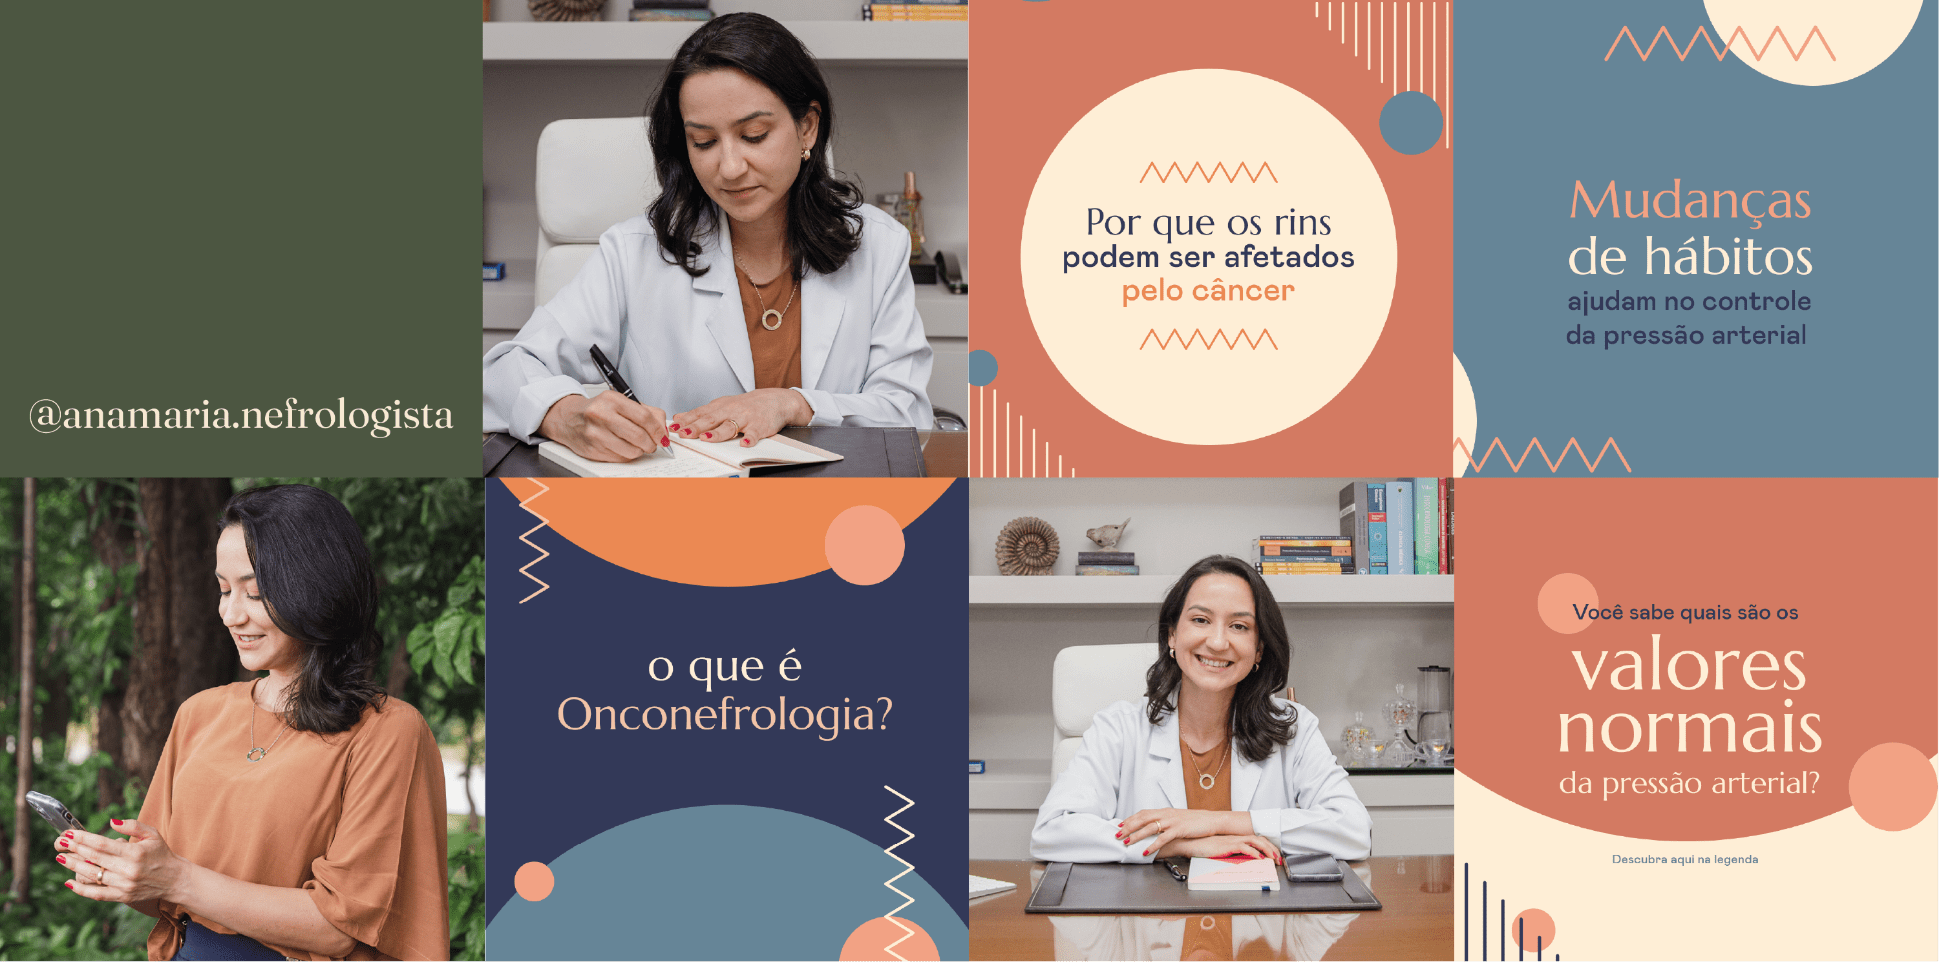 @anamaria.nefrologista
Por que os rins
podem ser afetados
pelo câncer
Mudanças
de hábitos
ajudam no controle
da pressão arterial
o que é
Onconefrologia?
Você sabe quais são os
valores
normais
da pressão arterial?
Descubra aqui na legenda